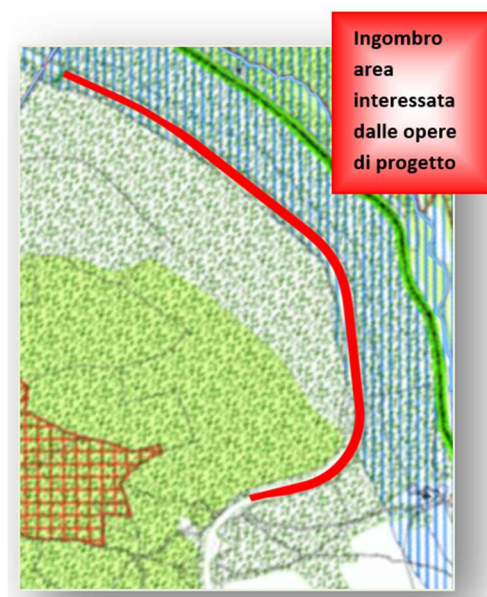 Ingombro
area
interessata
dalle opere
di progetto